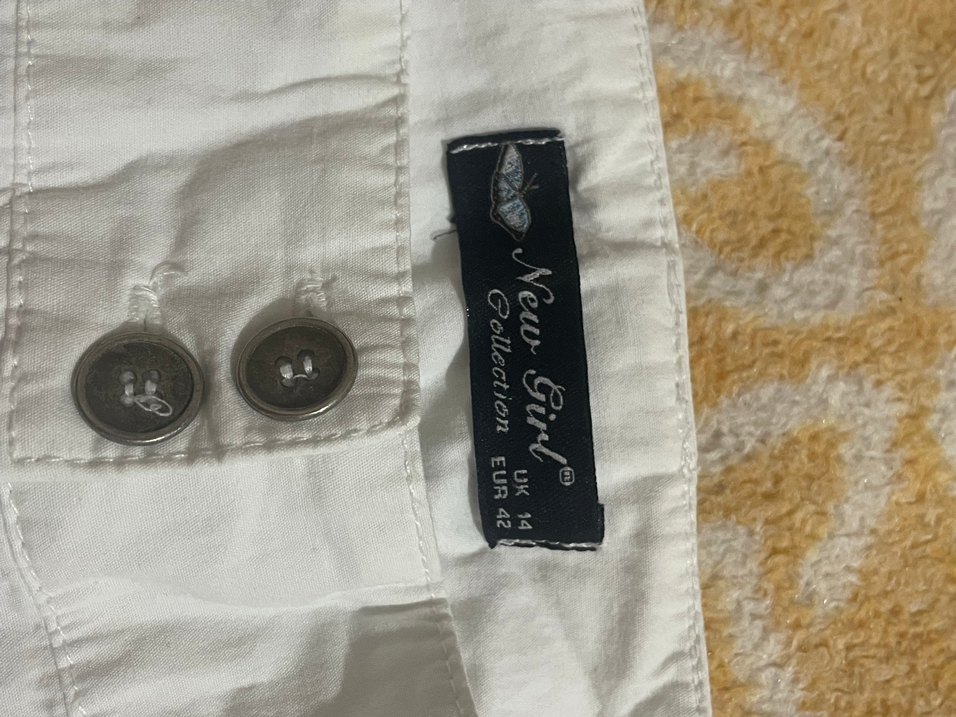 New Girl®
Collection
UK 14
EUR 42